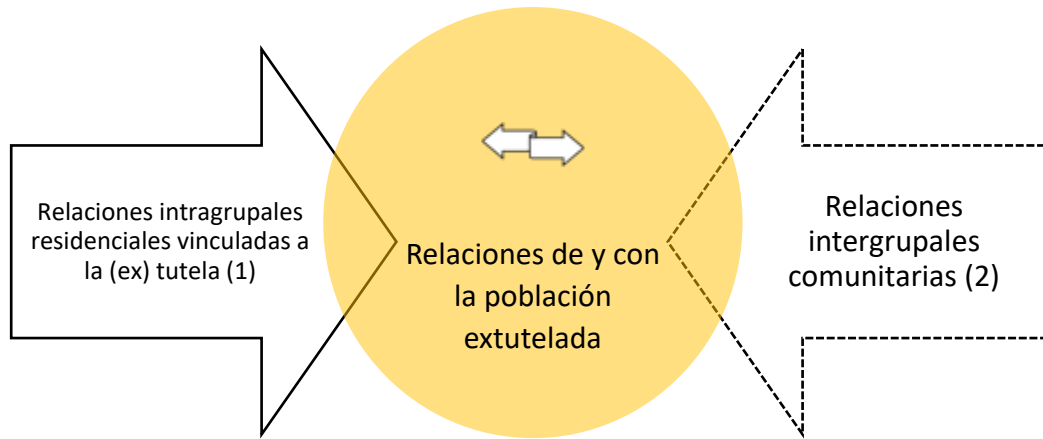 Relaciones intragrupales
residenciales vinculadas a
la (ex) tutela (1)
Relaciones de y con
la población
extutelada
Relaciones
intergrupales
comunitarias (2)